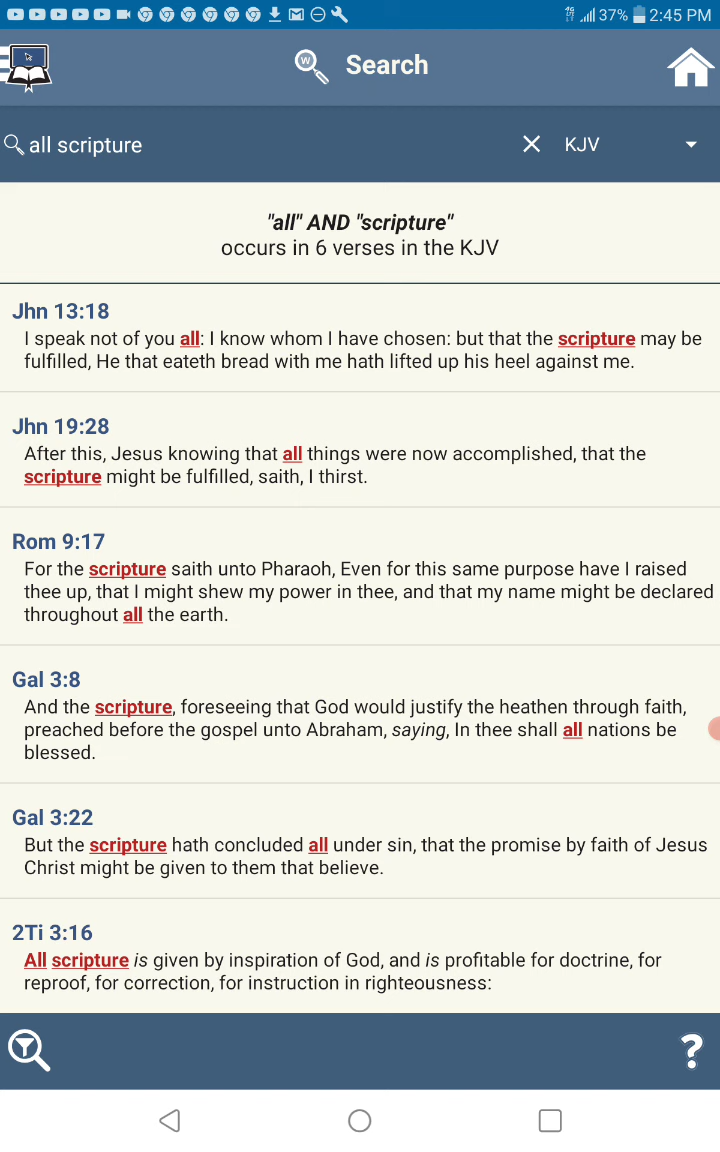 37% 2:45 PM
W
Search
all scripture
KJV
"all" AND "scripture"
occurs in 6 verses in the KJV
Jhn 13:18
I speak not of you all: I know whom I have chosen: but that the scripture may be
fulfilled, He that eateth bread with me hath lifted up his heel against me.
Jhn 19:28
After this, Jesus knowing that all things were now accomplished, that the
scripture might be fulfilled, saith, I thirst.
Rom 9:17
For the scripture saith unto Pharaoh, Even for this same purpose have I raised
thee up, that I might shew my power in thee, and that my name might be declared
throughout all the earth.
Gal 3:8
And the scripture, foreseeing that God would justify the heathen through faith,
preached before the gospel unto Abraham, saying, In thee shall all nations be
blessed.
Gal 3:22
But the scripture hath concluded all under sin, that the promise by faith of Jesus
Christ might be given to them that believe.
2Ti 3:16
All scripture is given by inspiration of God, and is profitable for doctrine, for
reproof, for correction, for instruction in righteousness:
?